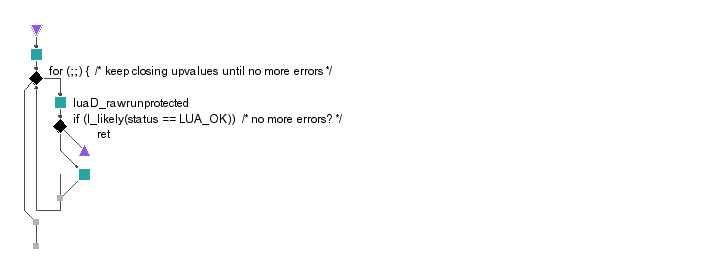 for (;;) { /* keep closing upvalues until no more errors */
luaD_rawrunprotected
if (l_likely(status == LUA_OK)) /* no more errors? */
ret